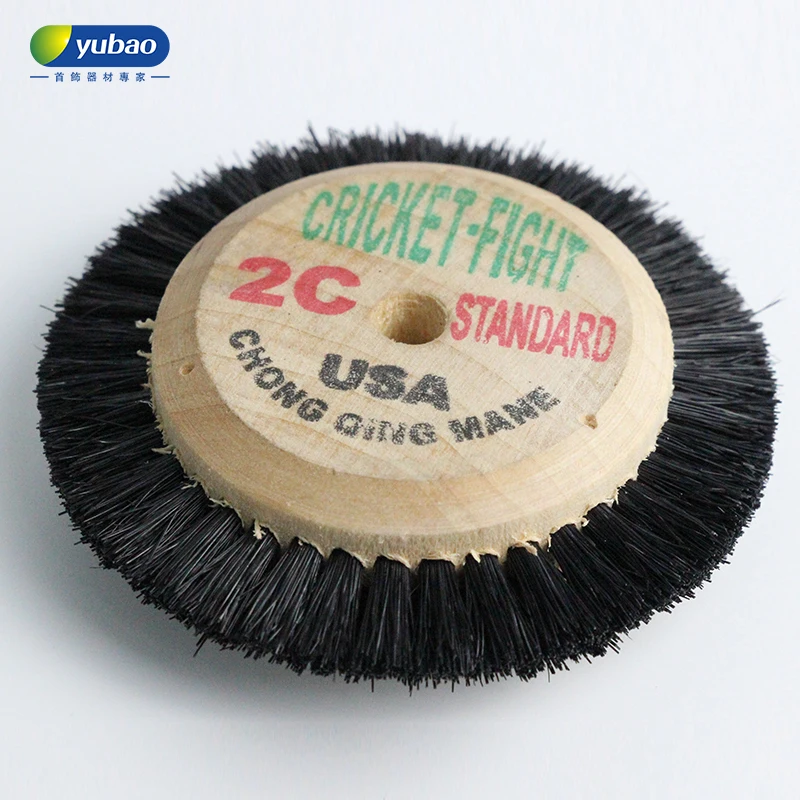 yubao
首飾器材專家
CRICKET-FIGHT
2C STANDARD
USA
CHONG QING MANE